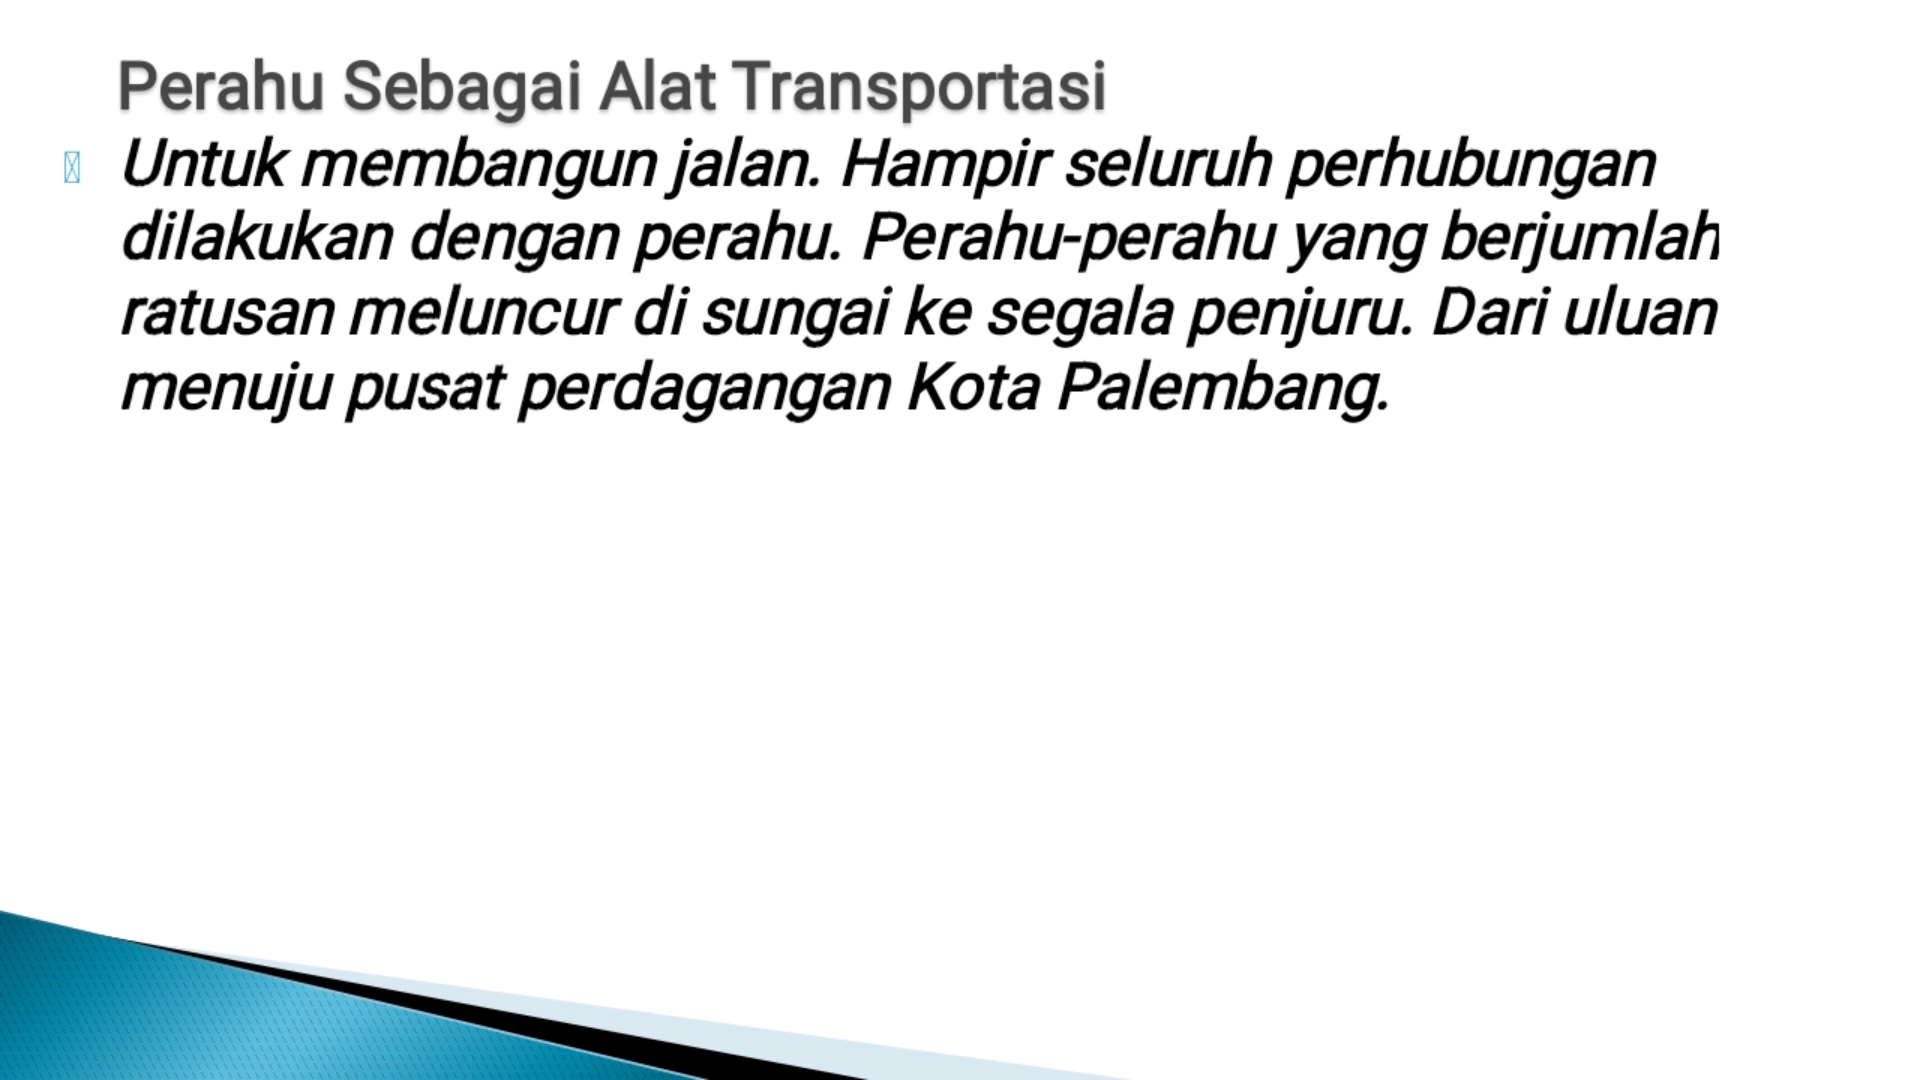 Perahu Sebagai Alat Transportasi
Untuk membangun jalan. Hampir seluruh perhubungan
dilakukan dengan perahu. Perahu-perahu yang berjumlah
ratusan meluncur di sungai ke segala penjuru. Dari uluan
menuju pusat perdagangan Kota Palembang.